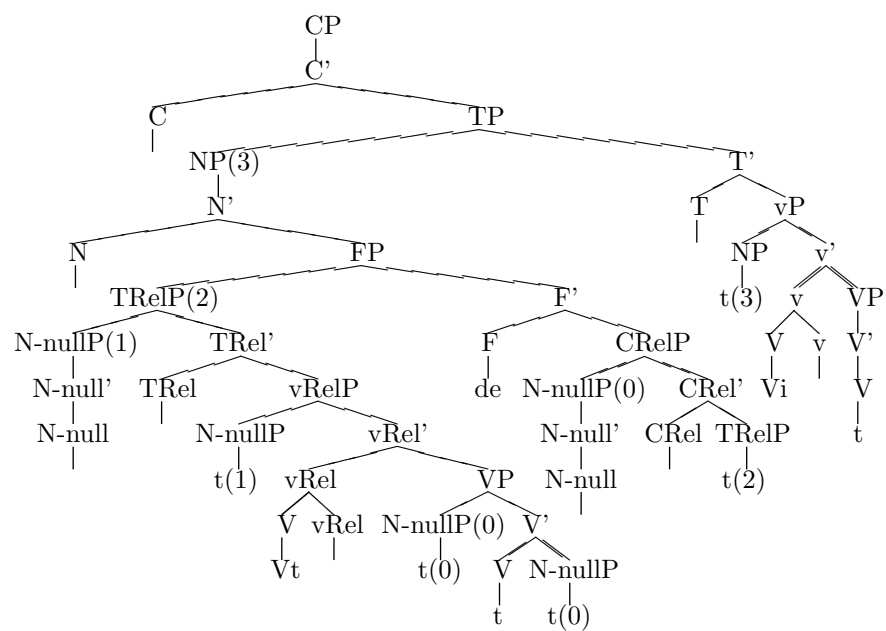 CP
C'
C TP
NP(3) T'
N' T vP
N FP NP v'
TRelP(2) F' t(3) v VP
N-nullP(1) TRel' F CRelP V v V'
N-null' TRel vRelP de N-nullP(0) CRel' Vi V
N-null N-nullP vRel' N-null' CRel TRelP t
t(1) vRel VP N-null t(2)
V vRel N-nullP(0) V'
Vt t(0) V N-nullP
t t(0)